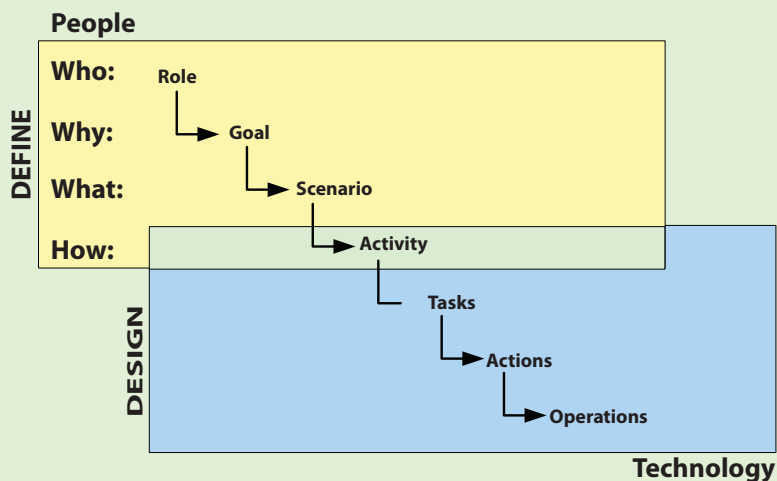 People
Who: Role
Why: Goal
What: Scenario
How: Activity
DEFINE
Tasks
Actions
Operations
DESIGN
Technology